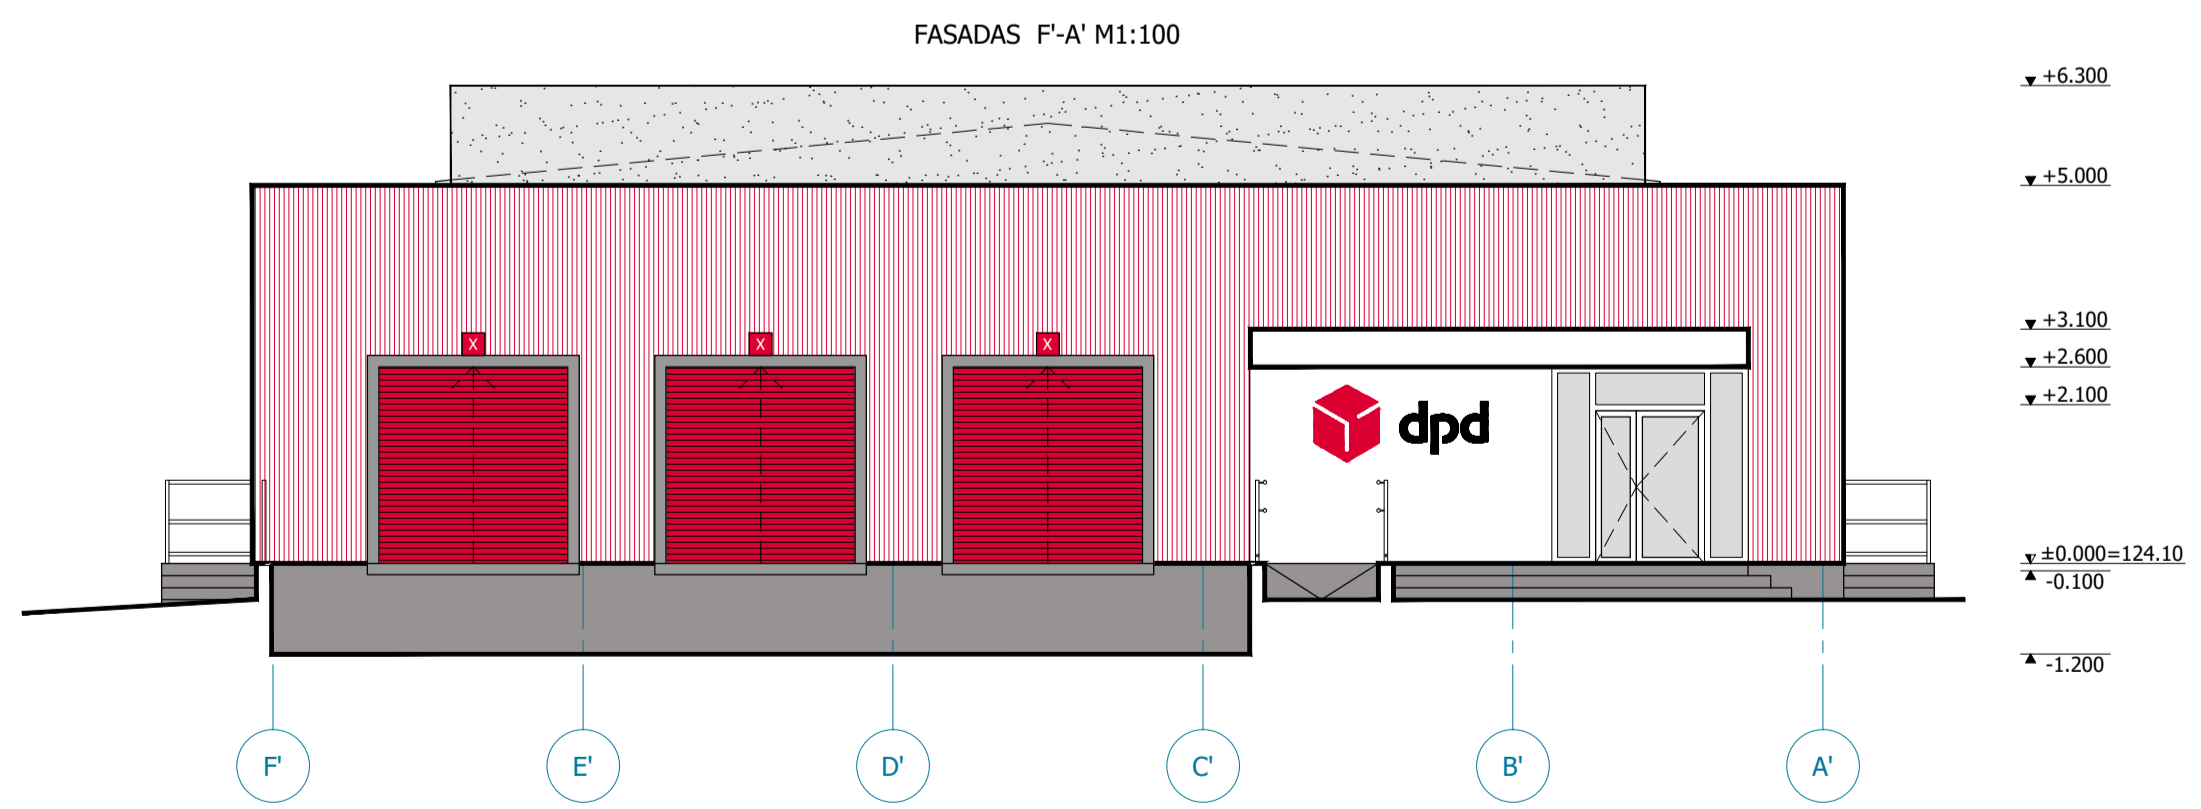 FASADAS F'-A' M1:100
+6.300
+5.000
+3.100
+2.600
+2.100
X X X
dpd
±0.000=124.10
-0.100
-1.200
F' E' D' C' B' A'